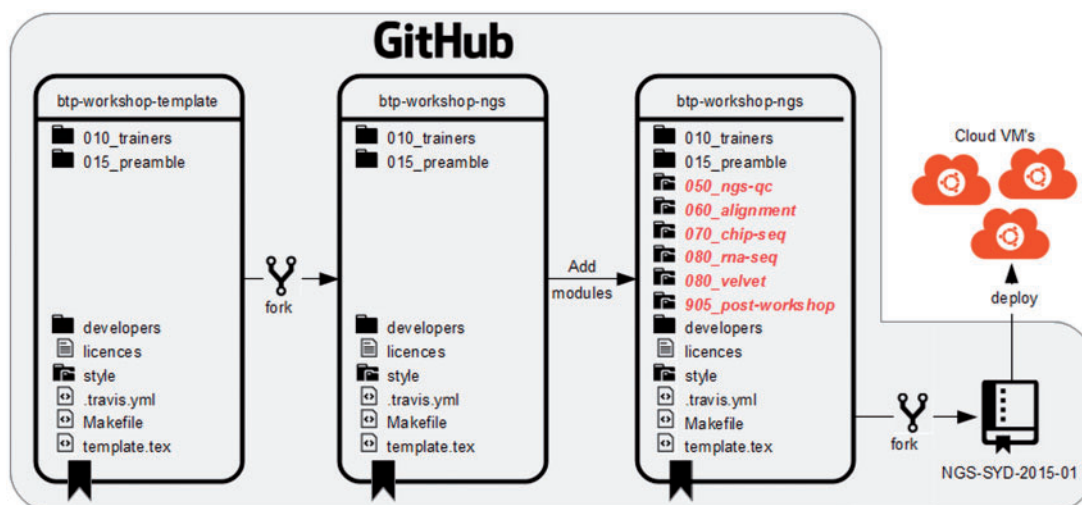 GitHub
btp-workshop-template
010_trainers
015_preamble
developers
licences
style
.travis.yml
Makefile
template.tex
fork
btp-workshop-ngs
010_trainers
015_preamble
developers
licences
style
.travis.yml
Makefile
template.tex
Add
modules
btp-workshop-ngs
010_trainers
015_preamble
050_ngs-qc
060_alignment
070_chip-seq
080_rna-seq
080_velvet
905_post-workshop
developers
licences
style
.travis.yml
Makefile
template.tex
fork
NGS-SYD-2015-01
deploy
Cloud VM's